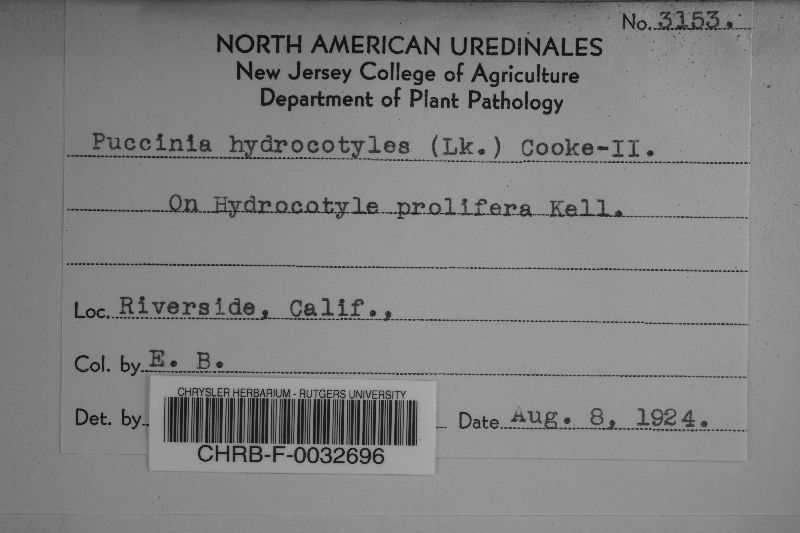 No. 3153.
NORTH AMERICAN UREDINALES
New Jersey College of Agriculture
Department of Plant Pathology
Puccinia hydrocotyles (Lk.) Cooke-II.
On Hydrocotyle prolifera Kell.
Loc. Riverside, Calif.,
Col. by E. B.
Det. by
Date Aug. 8, 1924.
CHRYSLER HERBARIUM - RUTGERS UNIVERSITY
CHRB-F-0032696